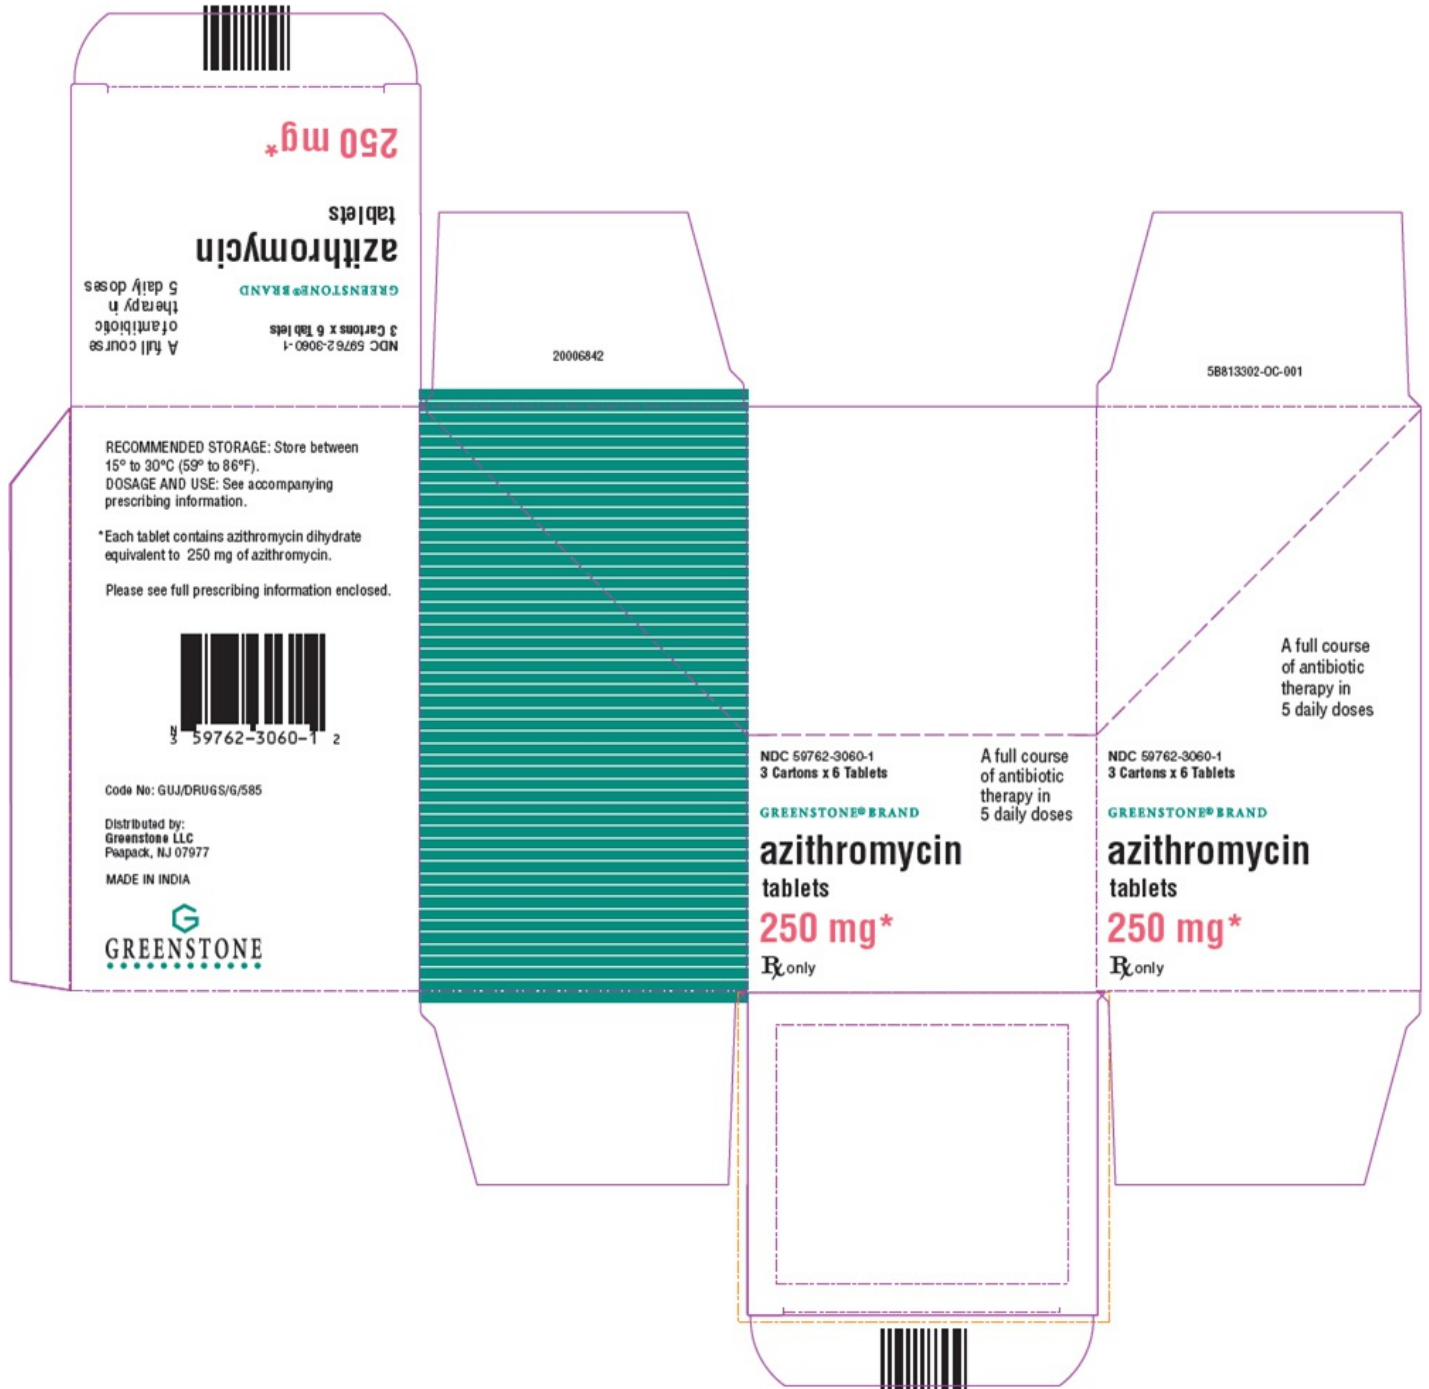 250 mg*
tablets
azithromycin
GREENSTONE® BRAND
3 Cartons x 6 Tablets
NDC 59762-3060-1
A full course
of antibiotic
therapy in
5 daily doses
20006842
5B813302-OC-001
RECOMMENDED STORAGE: Store between
15° to 30°C (59° to 86°F).
DOSAGE AND USE: See accompanying
prescribing information.
*Each tablet contains azithromycin dihydrate
equivalent to 250 mg of azithromycin.
Please see full prescribing information enclosed.
N
3 59762-3060-1 2
Code No: GUJ/DRUGS/G/585
Distributed by:
Greenstone LLC
Peapack, NJ 07977
MADE IN INDIA
G
GREENSTONE
NDC 59762-3060-1
3 Cartons x 6 Tablets
A full course
of antibiotic
therapy in
5 daily doses
GREENSTONE® BRAND
azithromycin
tablets
250 mg*
Rx only
A full course
of antibiotic
therapy in
5 daily doses
NDC 59762-3060-1
3 Cartons x 6 Tablets
GREENSTONE® BRAND
azithromycin
tablets
250 mg*
Rx only